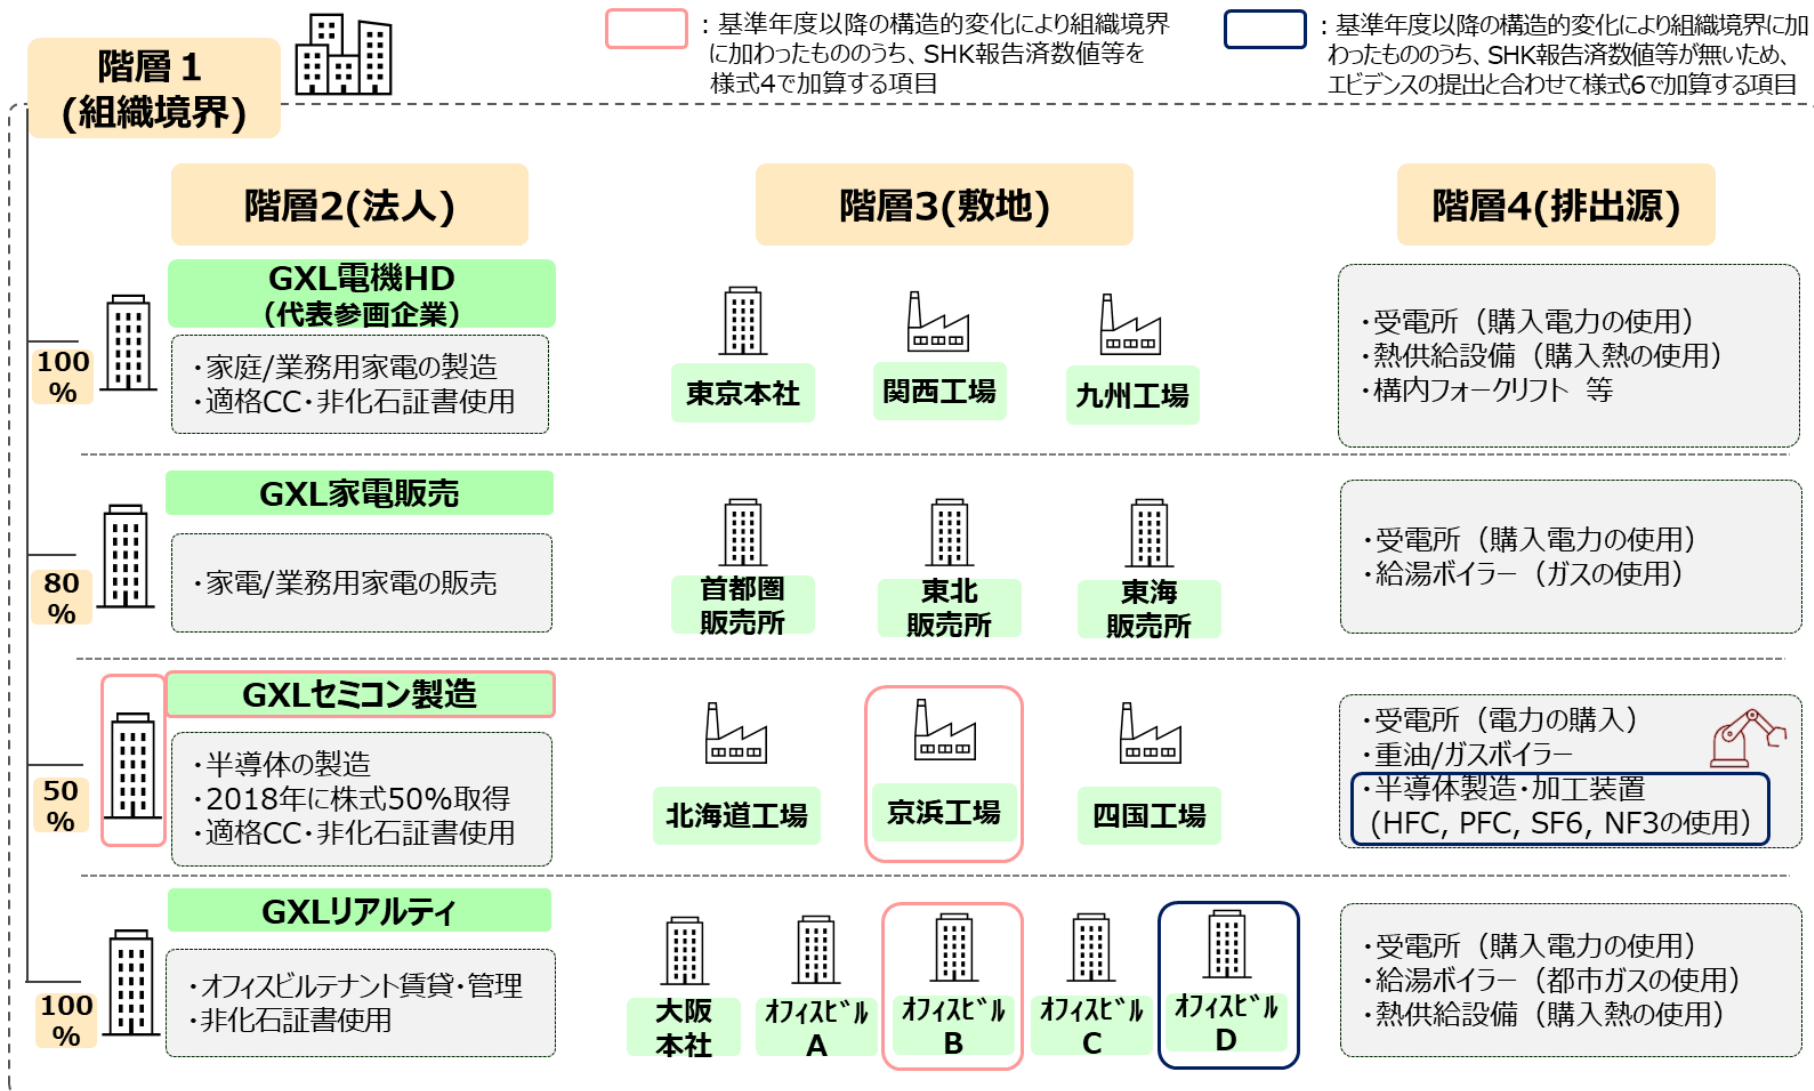 階層１
(組織境界)
：基準年度以降の構造的変化により組織境界
に加わったもののうち、SHK報告済数値等を
様式4で加算する項目
：基準年度以降の構造的変化により組織境界に加
わったもののうち、SHK報告済数値等が無いため、
エビデンスの提出と合わせて様式6で加算する項目
階層2(法人)
階層3(敷地)
階層4(排出源)
100
%
GXL電機HD
（代表参画企業）
・家庭/業務用家電の製造
・適格CC・非化石証書使用
東京本社
関西工場
九州工場
・受電所（購入電力の使用）
・熱供給設備（購入熱の使用）
・構内フォークリフト 等
80
%
GXL家電販売
・家電/業務用家電の販売
首都圏
販売所
東北
販売所
東海
販売所
・受電所（購入電力の使用）
・給湯ボイラー（ガスの使用）
50
%
GXLセミコン製造
・半導体の製造
・2018年に株式50%取得
・適格CC・非化石証書使用
北海道工場
京浜工場
四国工場
・受電所（電力の購入）
・重油/ガスボイラー
・半導体製造・加工装置
(HFC, PFC, SF6, NF3の使用)
100
%
GXLリアルティ
・オフィスビルテナント賃貸・管理
・非化石証書使用
大阪
本社
ｵﾌｨｽﾋﾞﾙ
A
ｵﾌｨｽﾋﾞﾙ
B
ｵﾌｨｽﾋﾞﾙ
C
ｵﾌｨｽﾋﾞﾙ
D
・受電所（購入電力の使用）
・給湯ボイラー（都市ガスの使用）
・熱供給設備（購入熱の使用）